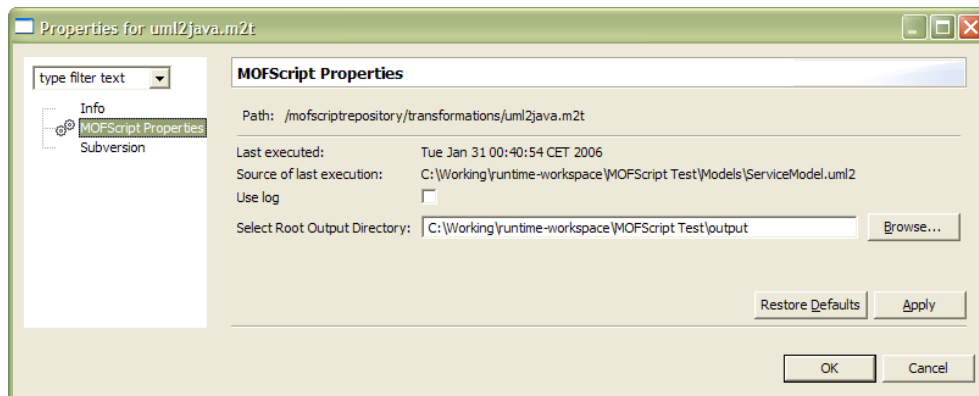 Properties for uml2java.m2t
type filter text
Info
MOFScript Properties
Subversion
MOFScript Properties
Path: /mofscriptrepository/transformations/uml2java.m2t
Last executed: Tue Jan 31 00:40:54 CET 2006
Source of last execution: C:\Working\runtime-workspace\MOFScript Test\Models\ServiceModel.uml2
Use log
Select Root Output Directory: C:\Working\runtime-workspace\MOFScript Test\output Browse...
Restore Defaults Apply
OK Cancel